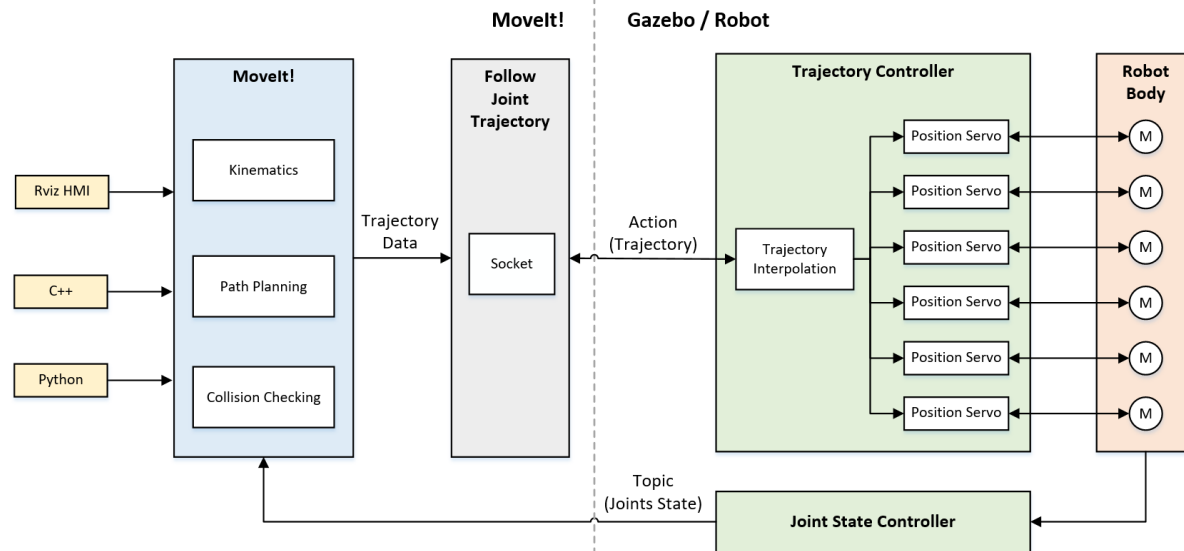 MoveIt!
Gazebo / Robot
MoveIt!
Kinematics
Path Planning
Collision Checking
Rviz HMI
C++
Python
Trajectory
Data
Follow
Joint
Trajectory
Socket
Action
(Trajectory)
Trajectory Controller
Trajectory
Interpolation
Position Servo
Position Servo
Position Servo
Position Servo
Position Servo
Position Servo
Robot
Body
M
M
M
M
M
M
Topic
(Joints State)
Joint State Controller